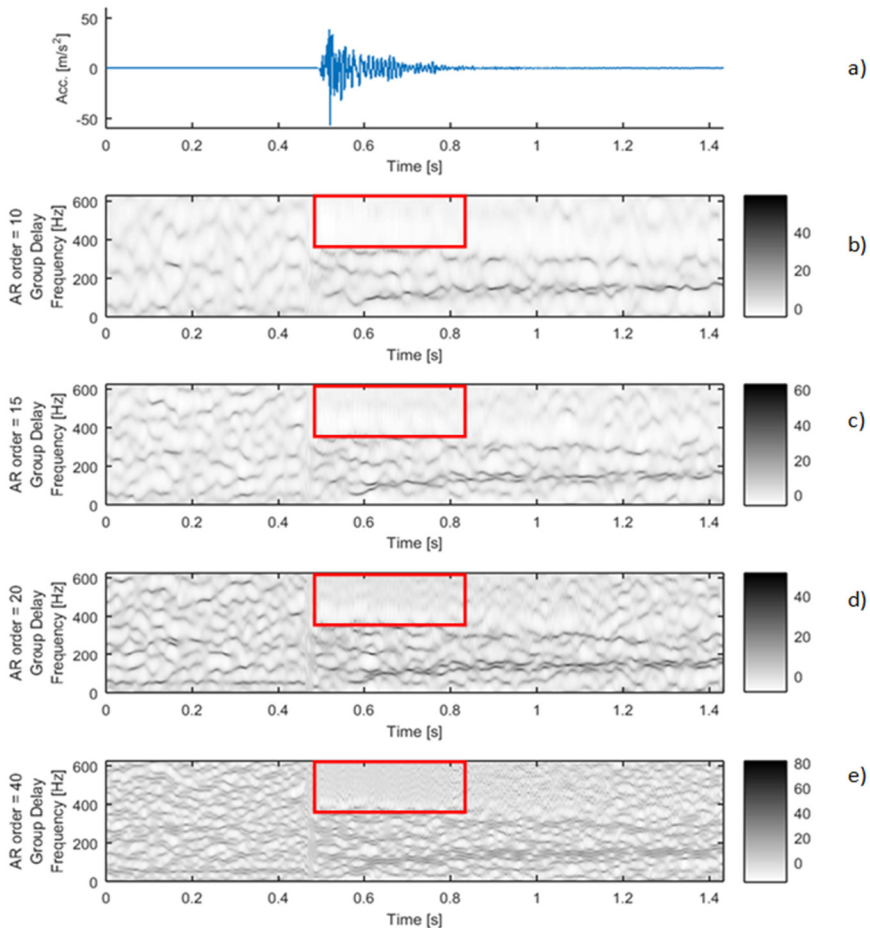 50
0
-50
Acc. [m/s²]
0 0.2 0.4 0.6 0.8 1 1.2 1.4
Time [s]
a)
600
400
200
0
AR order = 10
Group Delay
Frequency [Hz]
0 0.2 0.4 0.6 0.8 1 1.2 1.4
Time [s]
40
20
0
b)
600
400
200
0
AR order = 15
Group Delay
Frequency [Hz]
0 0.2 0.4 0.6 0.8 1 1.2 1.4
Time [s]
60
40
20
0
c)
600
400
200
0
AR order = 20
Group Delay
Frequency [Hz]
0 0.2 0.4 0.6 0.8 1 1.2 1.4
Time [s]
40
20
0
d)
600
400
200
0
AR order = 40
Group Delay
Frequency [Hz]
0 0.2 0.4 0.6 0.8 1 1.2 1.4
Time [s]
80
60
40
20
0
e)